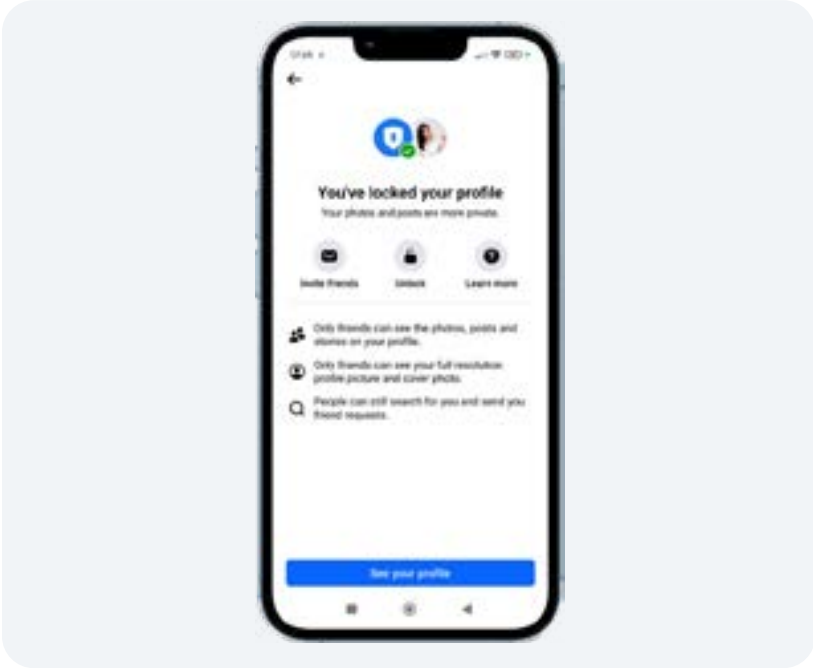 You've locked your profile
Your photos and posts are more private.
Invite friends
Unlock
Learn more
Only friends can see the photos, posts and
stories on your profile.
Only friends can see your full resolution
profile picture and cover photo.
People can still search for you and send you
friend requests.
See your profile